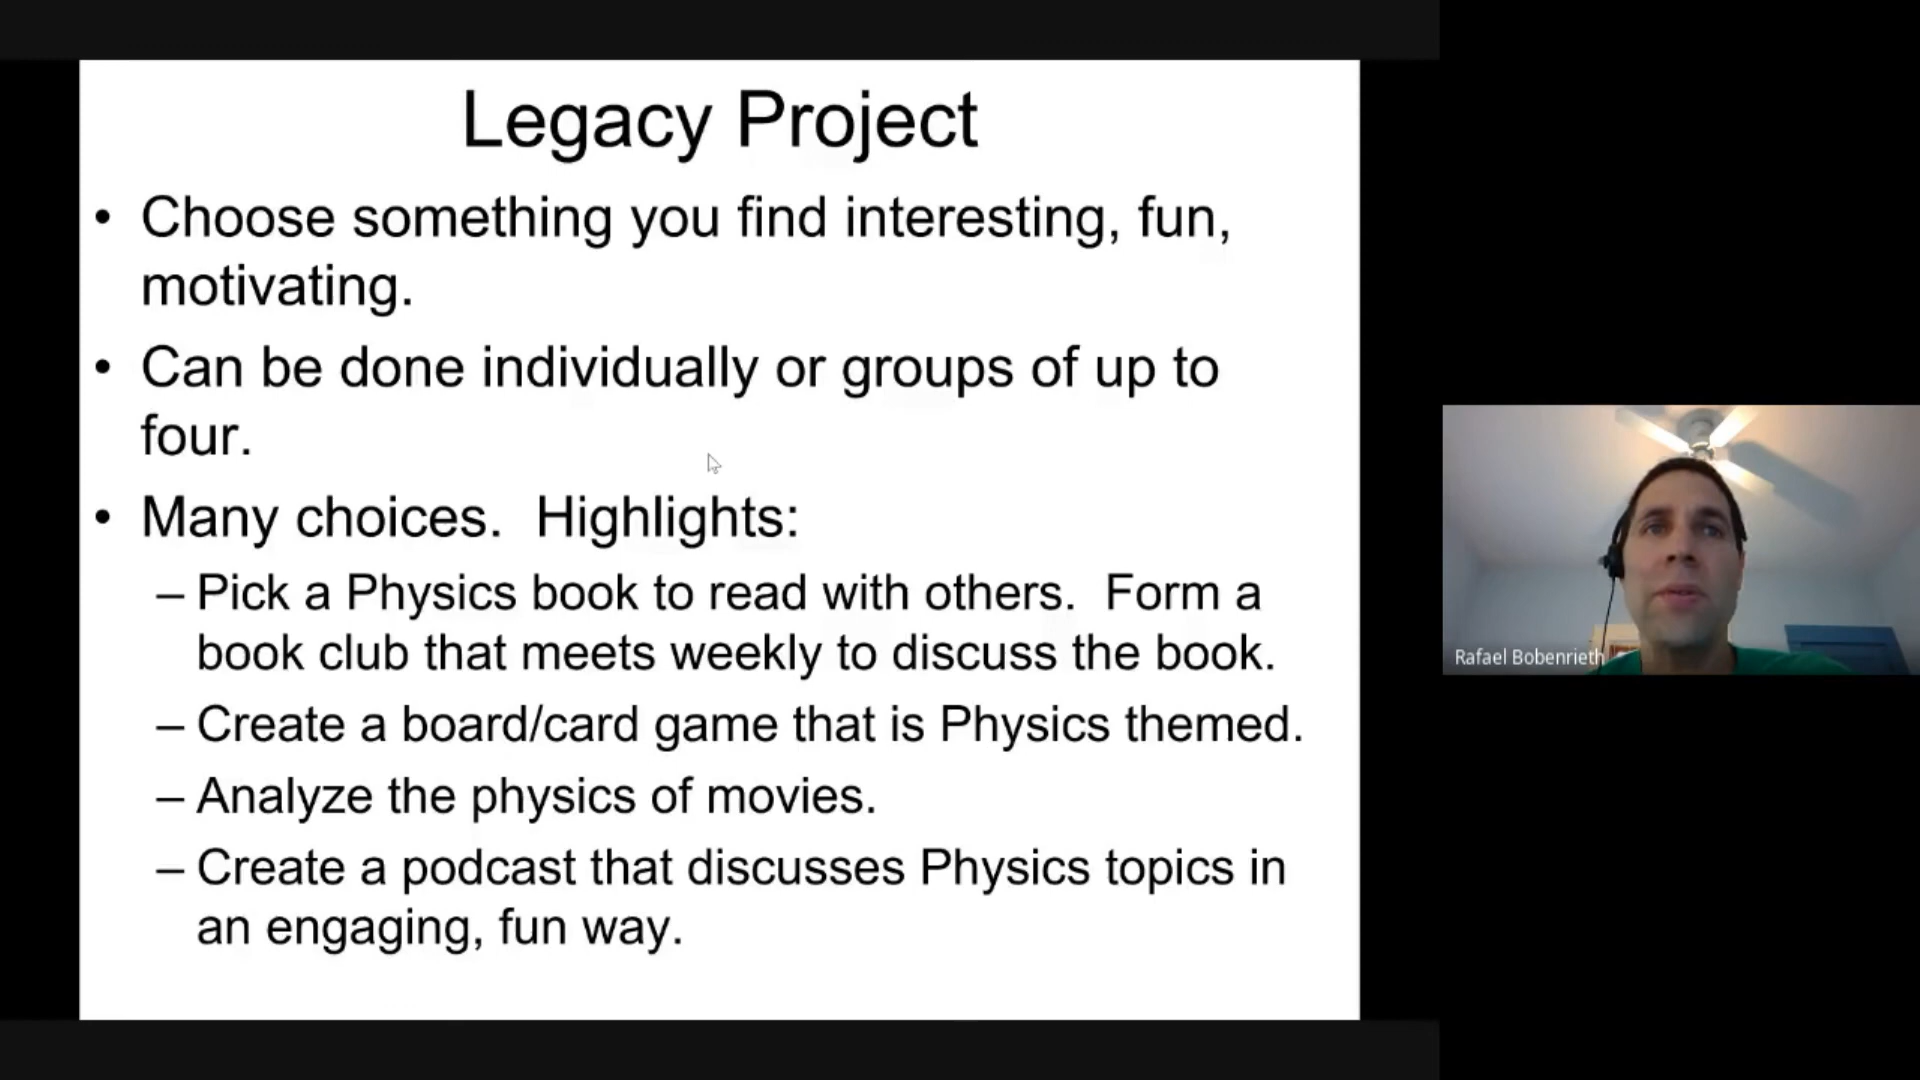 Legacy Project
• Choose something you find interesting, fun,
motivating.
• Can be done individually or groups of up to
four.
• Many choices.  Highlights:
– Pick a Physics book to read with others.  Form a
book club that meets weekly to discuss the book.
– Create a board/card game that is Physics themed.
– Analyze the physics of movies.
– Create a podcast that discusses Physics topics in
an engaging, fun way.
Rafael Bobenrieth